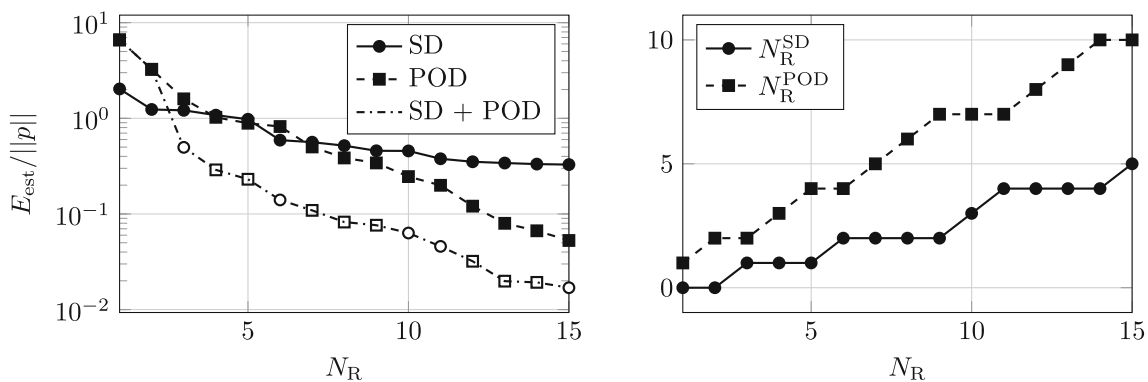 10^1
10^0
10^{-1}
10^{-2}
E_est/||p||
SD
POD
SD + POD
5
10
15
N_R
10
5
0
N_R^SD
N_R^POD
5
10
15
N_R